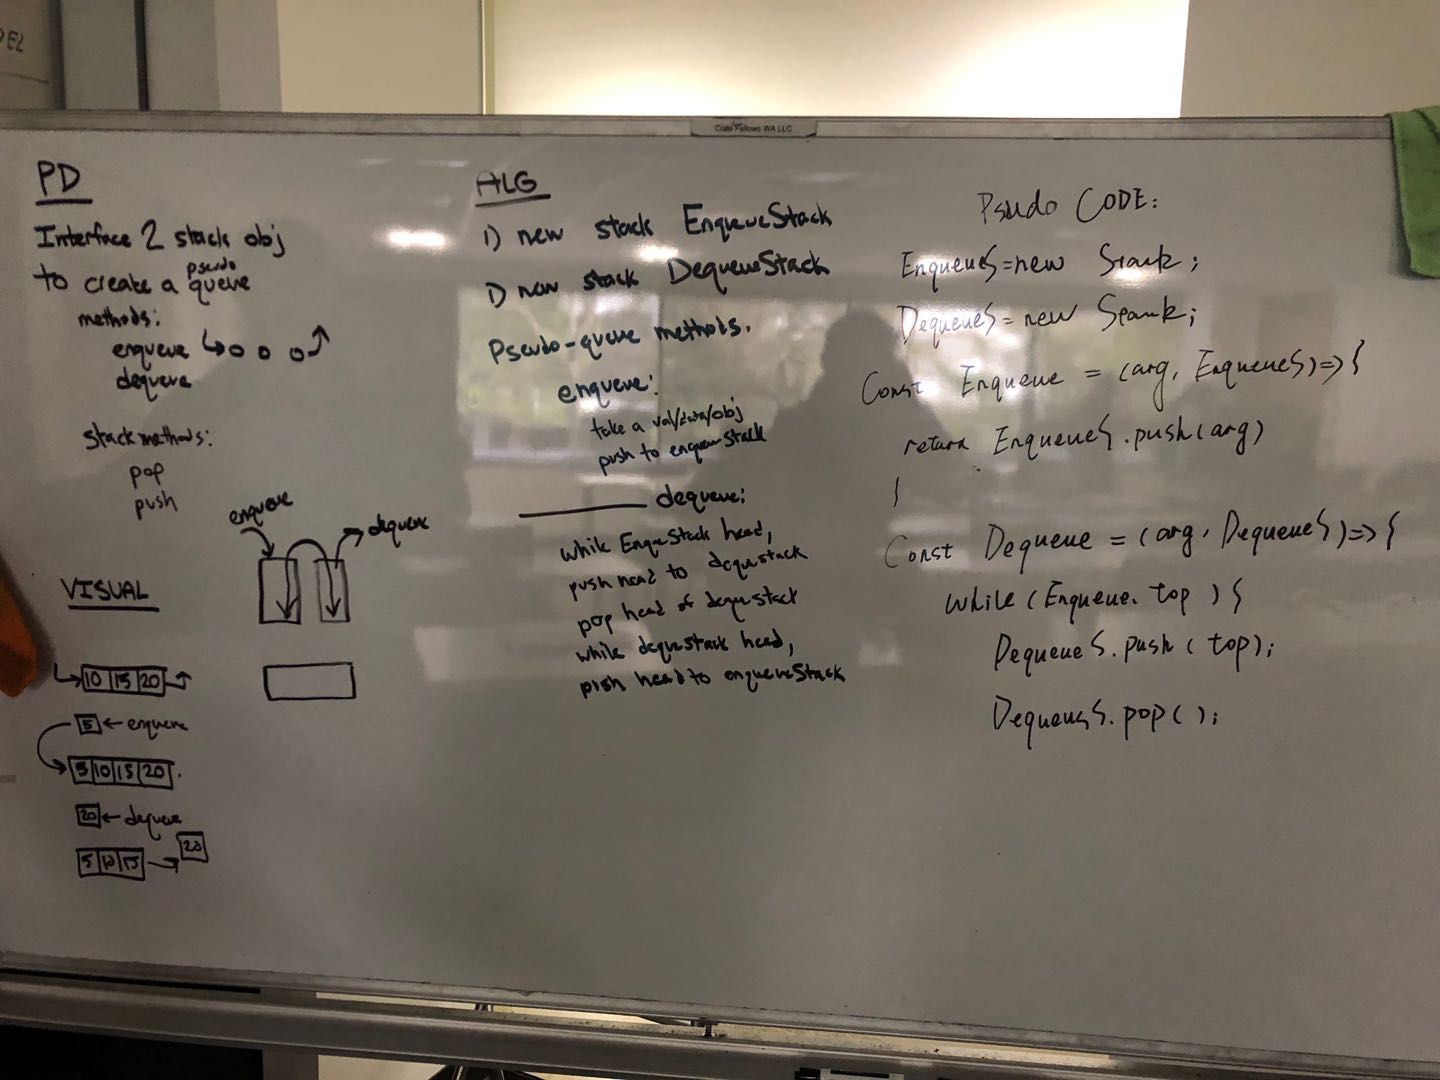 DEL
Code Fellows WA LLC
PD
Interface 2 stack obj
to create a pseudo queue
methods:
enqueue
dequeue
stack methods:
pop
push
enqueue
dequeue
VISUAL
10 15 20
5 ← enqueue
5 10 15 20
20 ← dequeue
5 10 15 → 20
ALG
1) new stack EnqueueStack
1) new stack DequeueStack
Pseudo-queue methods.
enqueue:
take a val/data/obj
push to enqueueStack
dequeue:
while EnqueStack head,
push head to dequstack
pop head of dequstack
while dequestack head,
push head to enqueueStack
Psudo CODE:
EnqueueS = new Stack;
DequeueS = new Stack;
Const Enqueue = (arg, EnqueueS) => {
return EnqueueS.push(arg)
}
Const Dequeue = (arg, DequeueS) => {
while (Enqueue.top) {
DequeueS.push(top);
DequeueS.pop();